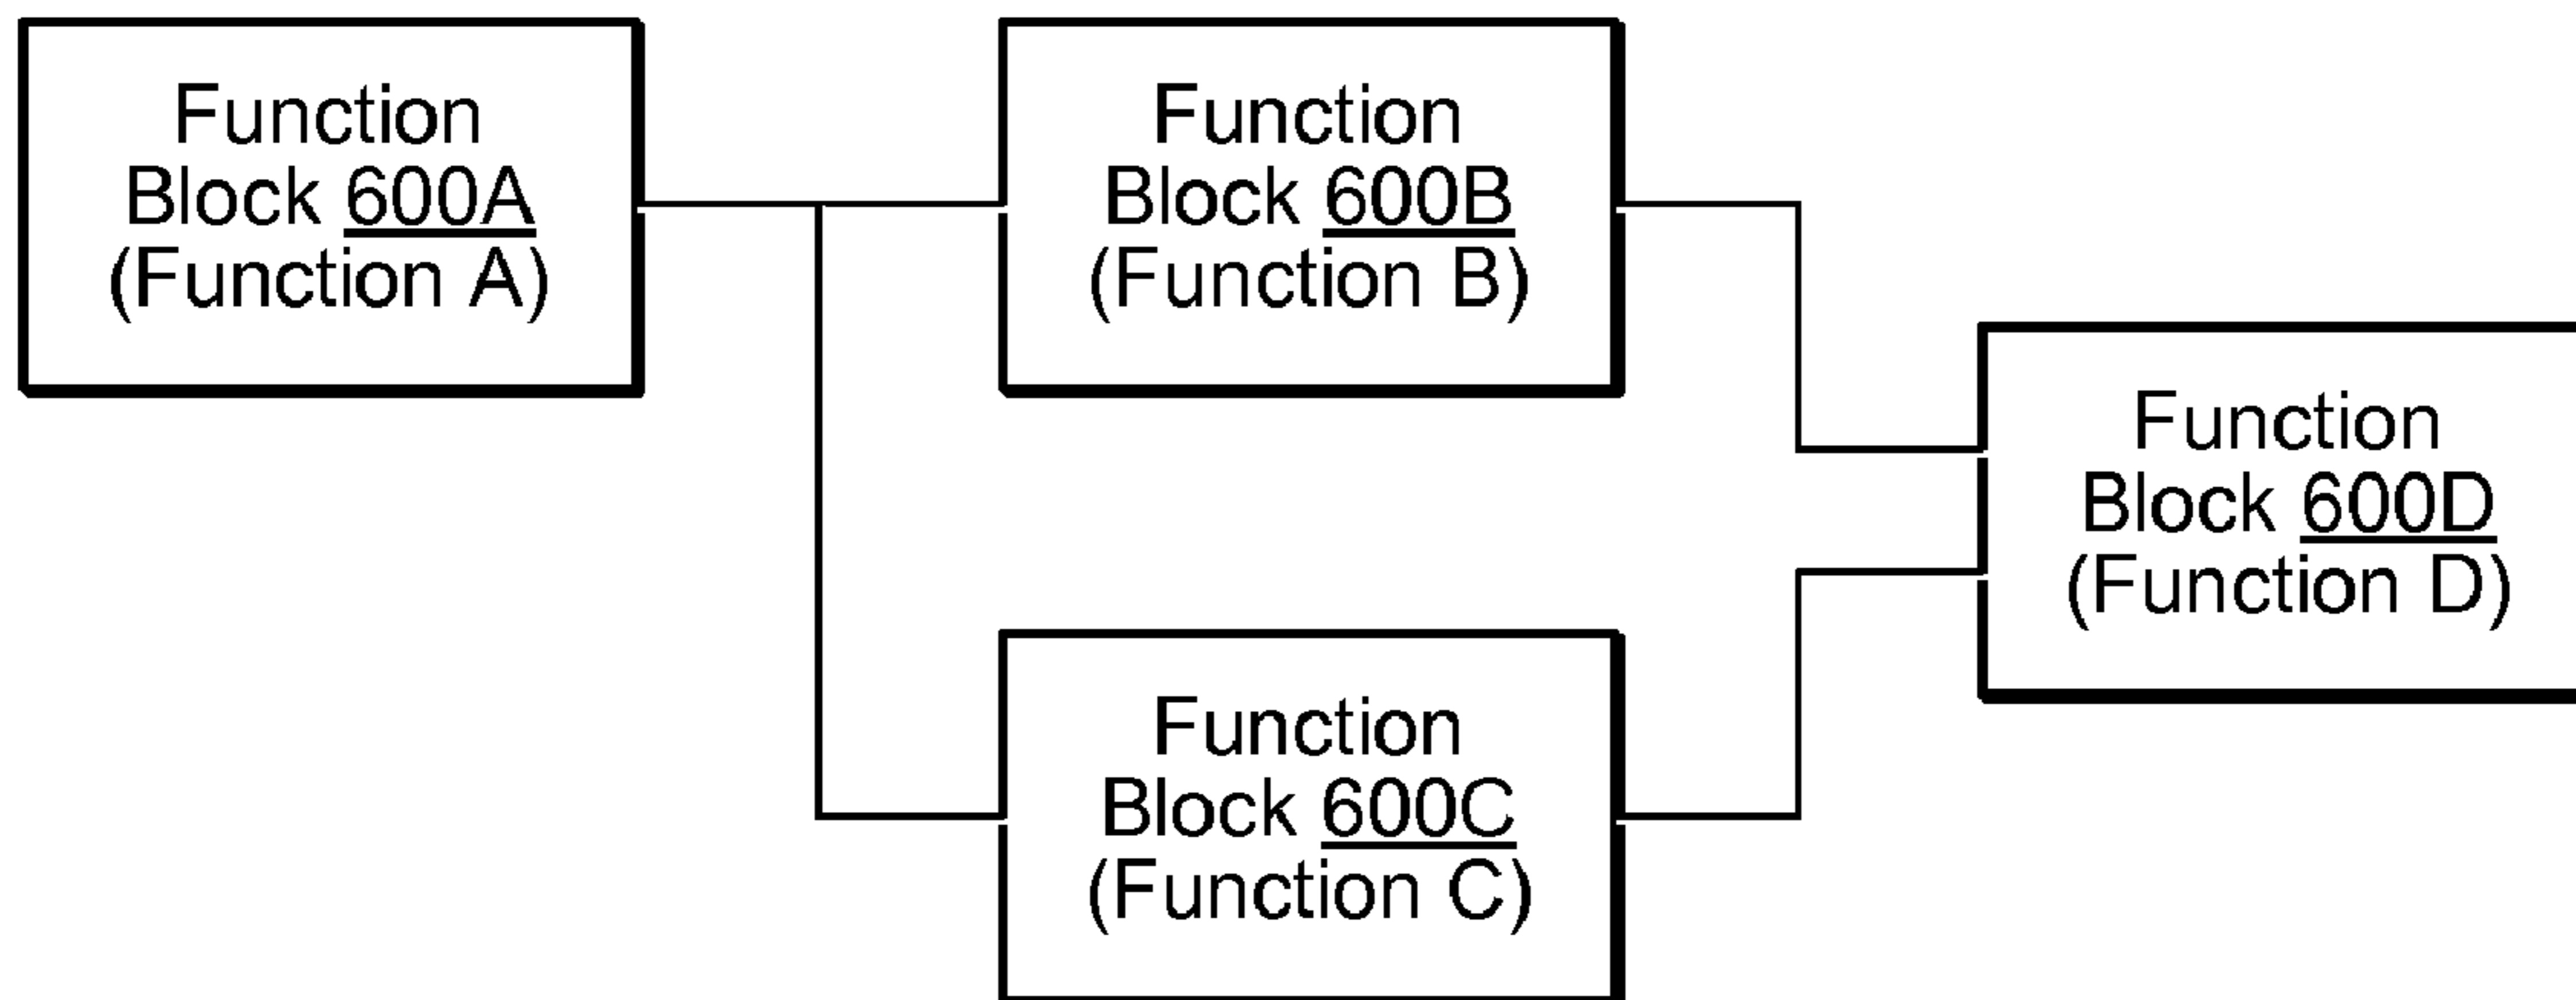 Function
Block 600A
(Function A)
Function
Block 600B
(Function B)
Function
Block 600C
(Function C)
Function
Block 600D
(Function D)